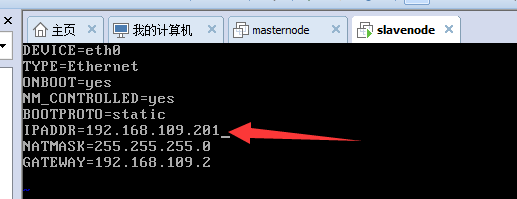 主页 我的计算机 masternode slavenode
DEVICE=eth0
TYPE=Ethernet
ONBOOT=yes
NM_CONTROLLED=yes
BOOTPROTO=static
IPADDR=192.168.109.201_
NATMASK=255.255.255.0
GATEWAY=192.168.109.2